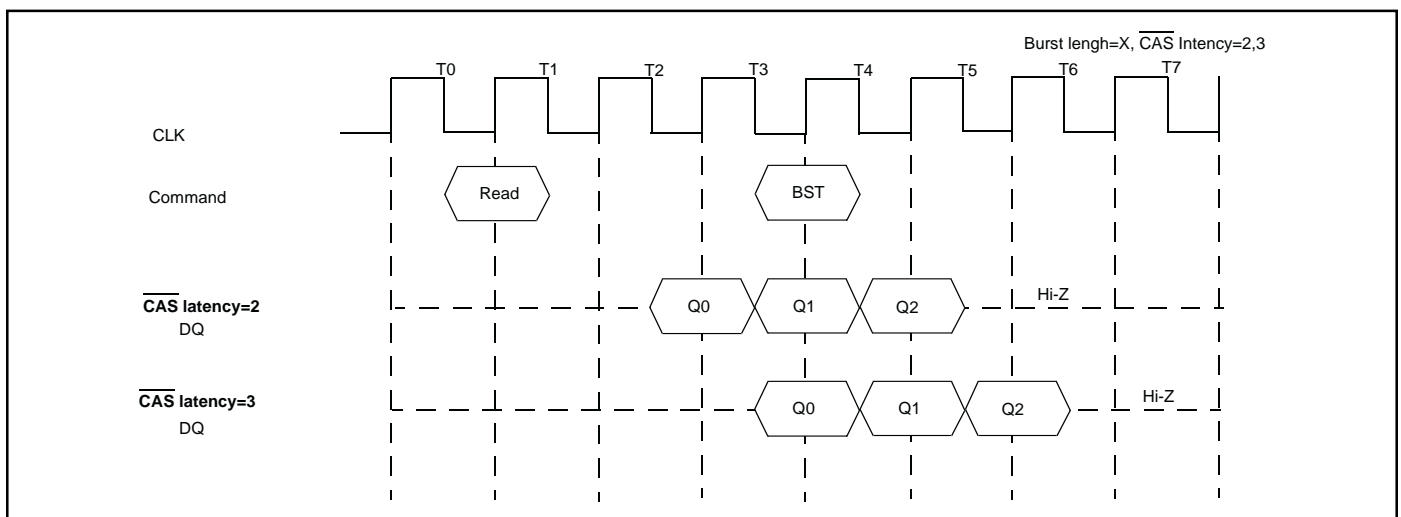 Burst lengh=X, CAS Intency=2,3
T0 T1 T2 T3 T4 T5 T6 T7
CLK
Command Read BST
CAS latency=2
DQ
Q0 Q1 Q2 Hi-Z
CAS latency=3
DQ
Q0 Q1 Q2 Hi-Z